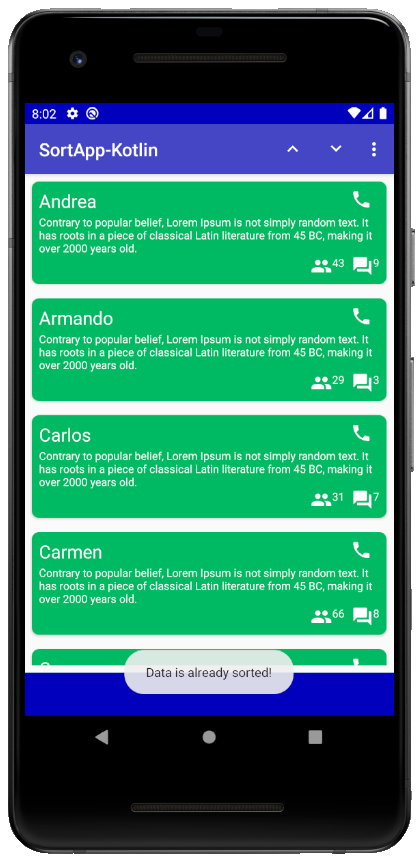 8:02
SortApp-Kotlin
Andrea
Contrary to popular belief, Lorem Ipsum is not simply random text. It
has roots in a piece of classical Latin literature from 45 BC, making it
over 2000 years old.
43 9
Armando
Contrary to popular belief, Lorem Ipsum is not simply random text. It
has roots in a piece of classical Latin literature from 45 BC, making it
over 2000 years old.
29 3
Carlos
Contrary to popular belief, Lorem Ipsum is not simply random text. It
has roots in a piece of classical Latin literature from 45 BC, making it
over 2000 years old.
31 7
Carmen
Contrary to popular belief, Lorem Ipsum is not simply random text. It
has roots in a piece of classical Latin literature from 45 BC, making it
over 2000 years old.
66 8
Data is already sorted!